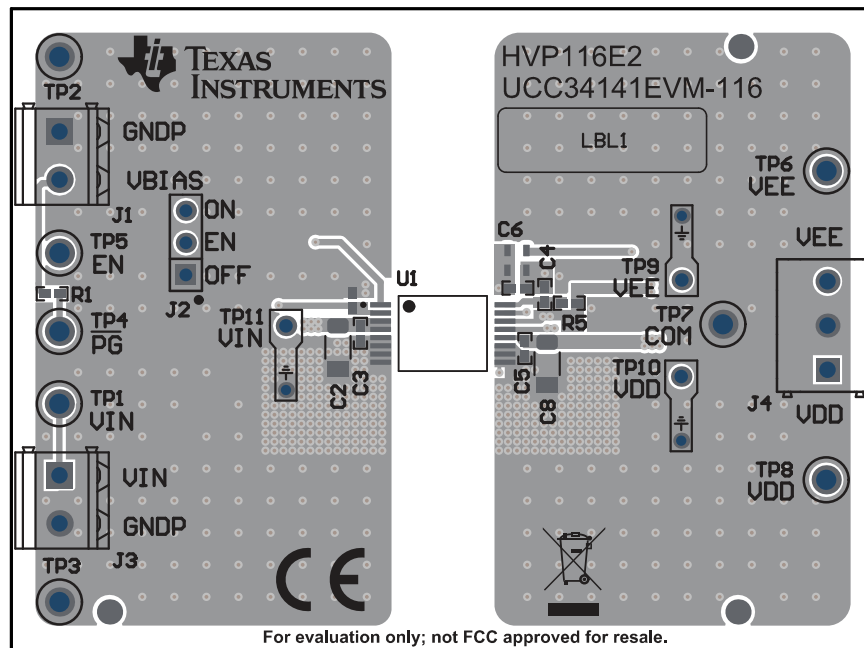 TEXAS
INSTRUMENTS
HVP116E2
UCC34141EVM-116
LBL1
TP2
GNDP
VBIAS
J1
ON
EN
OFF
J2
TP5
EN
R1
TP4
PG
TP1
VIN
VIN
GNDP
J3
TP3
TP11
VIN
C2
C3
U1
C6
C4
R5
C5
C8
TP9
VEE
TP7
COM
TP10
VDD
TP6
VEE
VEE
J4
VDD
TP8
VDD
CE
For evaluation only; not FCC approved for resale.